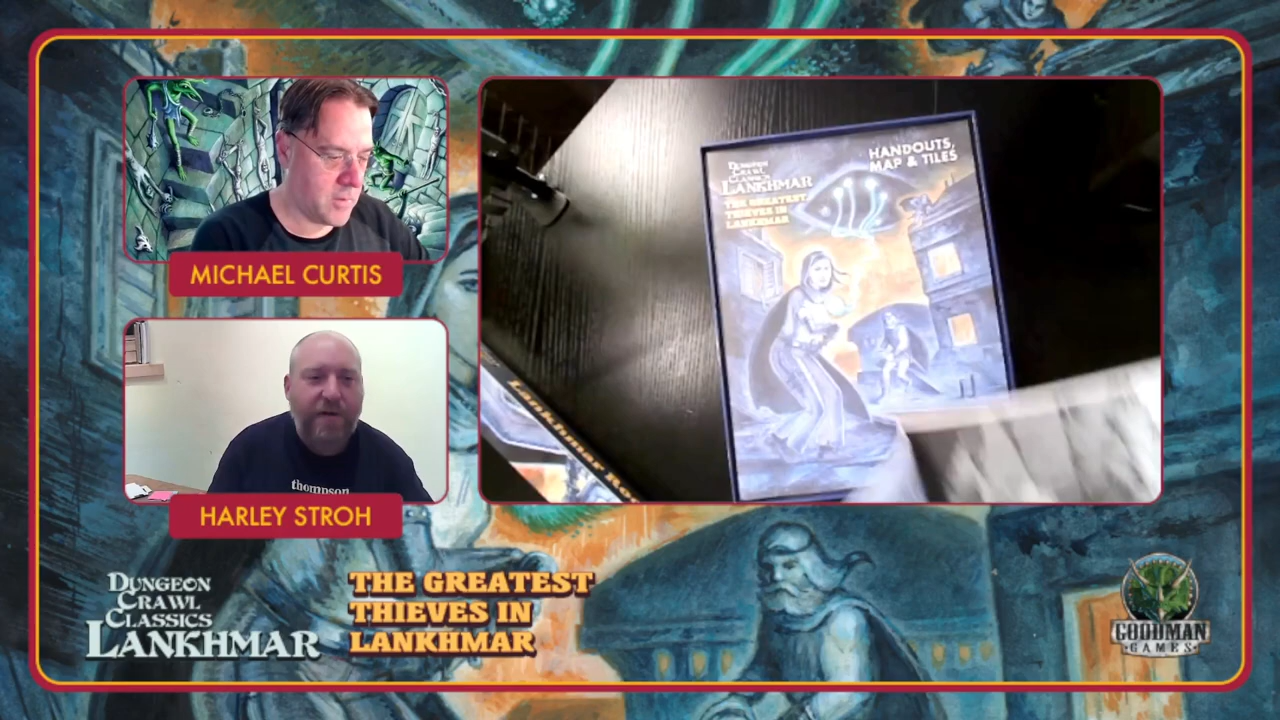 MICHAEL CURTIS
HARLEY STROH
thompson
DUNGEON
CRAWL
CLASSICS
LANKHMAR
THE GREATEST
THIEVES IN
LANKHMAR
HANDOUTS,
MAP & TILES
DUNGEON
CRAWL
CLASSICS
LANKHMAR
THE GREATEST
THIEVES IN
LANKHMAR
GOODMAN
GAMES